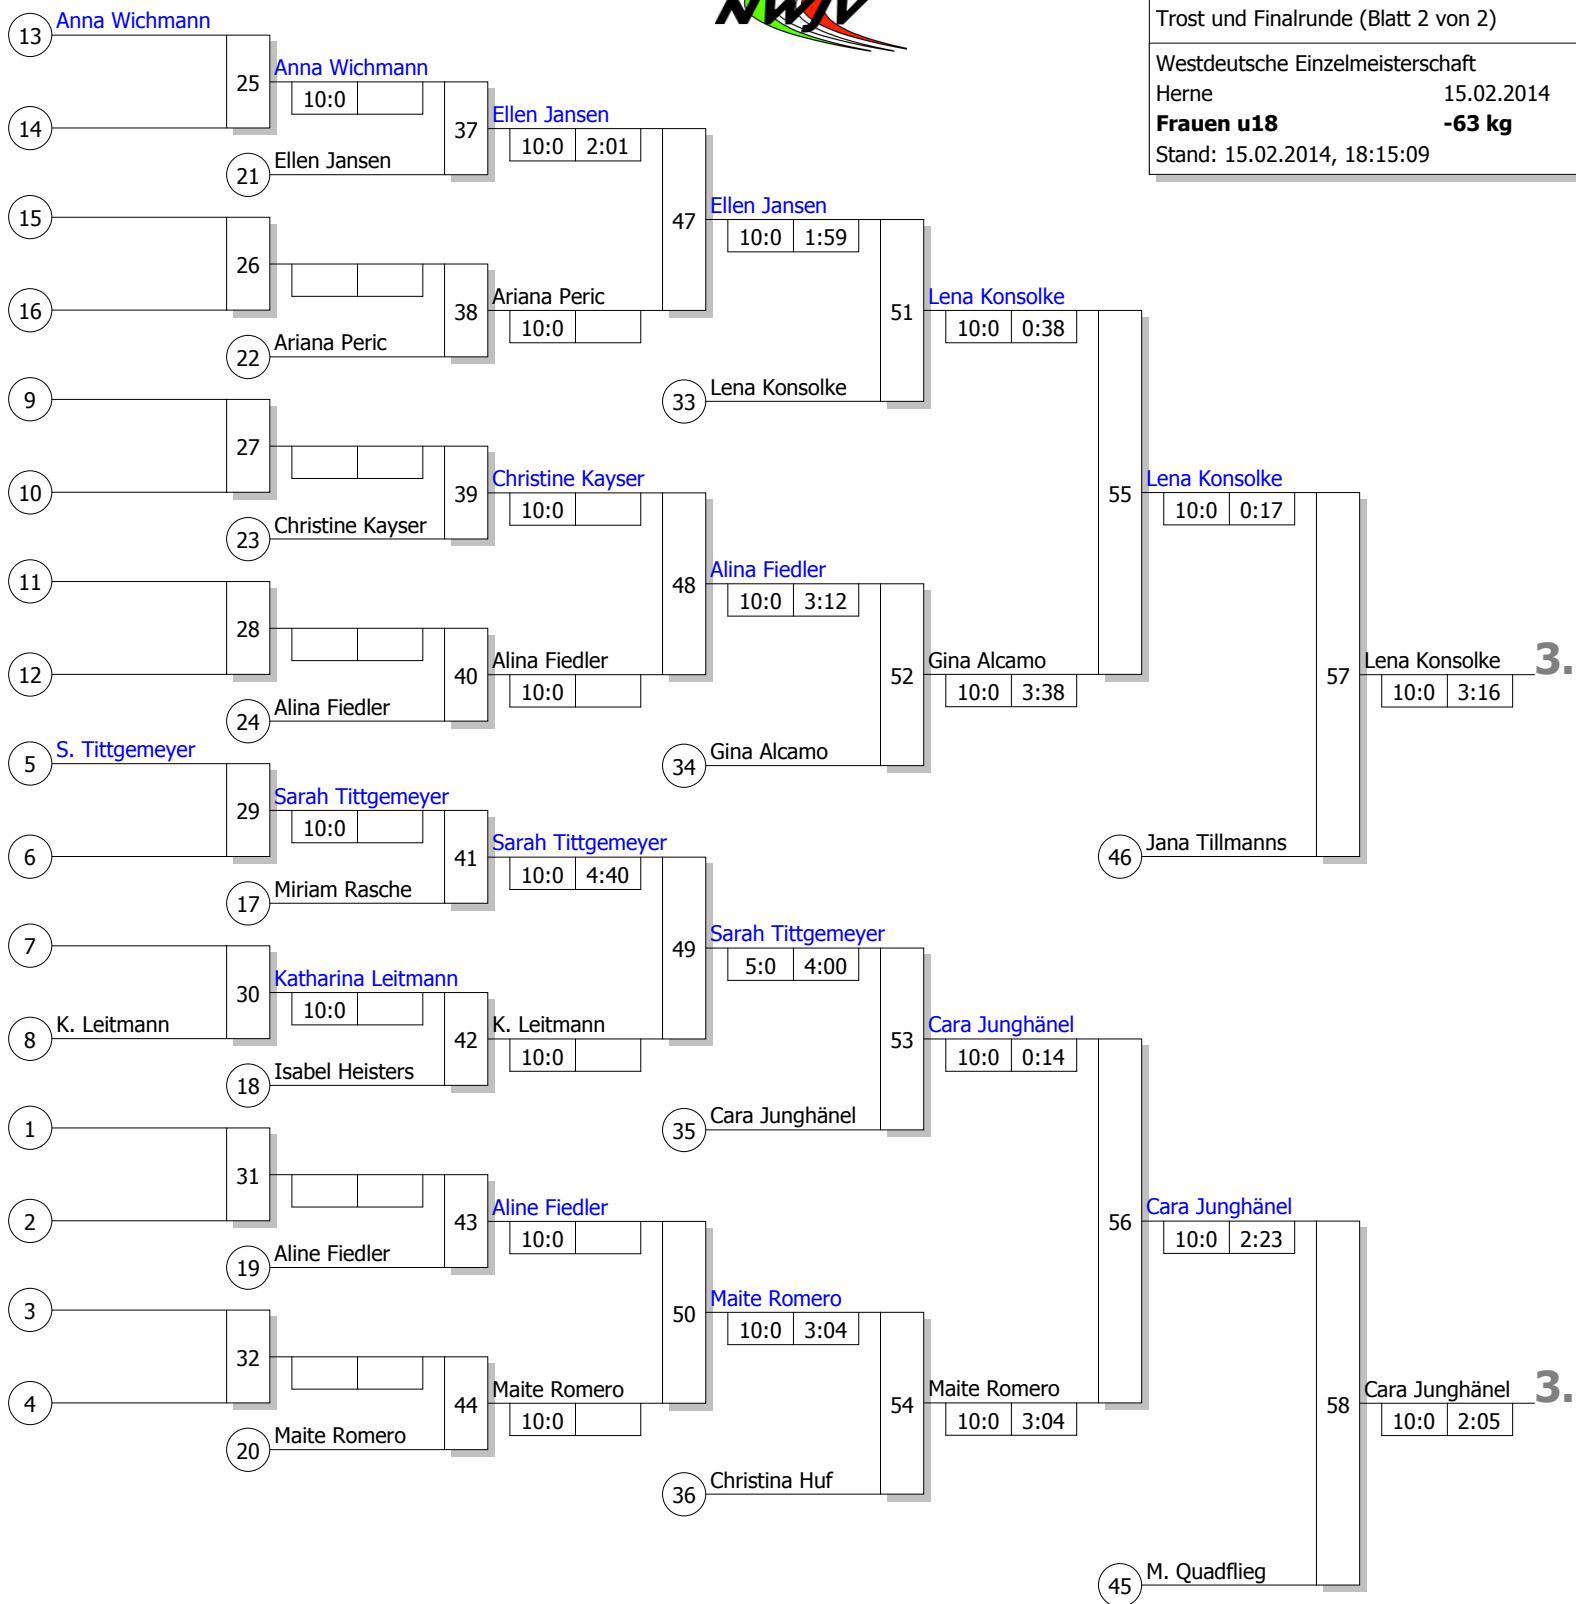 NWJV
Trost und Finalrunde (Blatt 2 von 2)
Westdeutsche Einzelmeisterschaft
Herne 15.02.2014
Frauen u18 -63 kg
Stand: 15.02.2014, 18:15:09
13 Anna Wichmann
25 Anna Wichmann
10:0
14
37 Ellen Jansen
10:0 2:01
21 Ellen Jansen
15
47 Ellen Jansen
10:0 1:59
26
16
38 Ariana Peric
10:0
22 Ariana Peric
51 Lena Konsolke
10:0 0:38
33 Lena Konsolke
9
27
10
39 Christine Kayser
10:0
23 Christine Kayser
55 Lena Konsolke
10:0 0:17
11
48 Alina Fiedler
10:0 3:12
28
12
40 Alina Fiedler
10:0
24 Alina Fiedler
52 Gina Alcamo
10:0 3:38
34 Gina Alcamo
57 Lena Konsolke 3.
10:0 3:16
5 S. Tittgemeyer
29 Sarah Tittgemeyer
10:0
6
41 Sarah Tittgemeyer
10:0 4:40
17 Miriam Rasche
46 Jana Tillmanns
7
49 Sarah Tittgemeyer
5:0 4:00
30 Katharina Leitmann
10:0
8 K. Leitmann
42 K. Leitmann
10:0
18 Isabel Heisters
53 Cara Junghänel
10:0 0:14
35 Cara Junghänel
1
31
2
43 Aline Fiedler
10:0
19 Aline Fiedler
56 Cara Junghänel
10:0 2:23
3
50 Maite Romero
10:0 3:04
32
4
44 Maite Romero
10:0
20 Maite Romero
54 Maite Romero
10:0 3:04
36 Christina Huf
58 Cara Junghänel 3.
10:0 2:05
45 M. Quadflieg